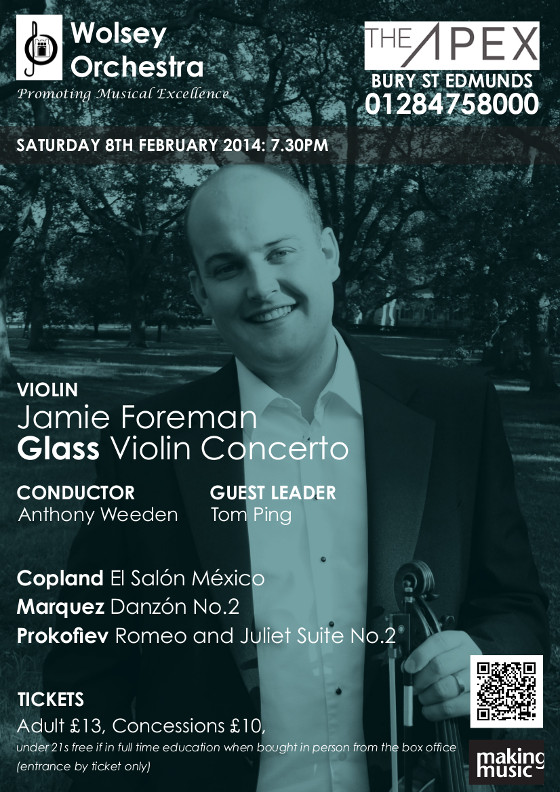 Wolsey
Orchestra
Promoting Musical Excellence
THE APEX
BURY ST EDMUNDS
01284758000
SATURDAY 8TH FEBRUARY 2014: 7.30PM
VIOLIN
Jamie Foreman
Glass Violin Concerto
CONDUCTOR GUEST LEADER
Anthony Weeden Tom Ping
Copland El Salón México
Marquez Danzón No.2
Prokofiev Romeo and Juliet Suite No.2
TICKETS
Adult £13, Concessions £10,
under 21s free if in full time education when bought in person from the box office
(entrance by ticket only)
making
music